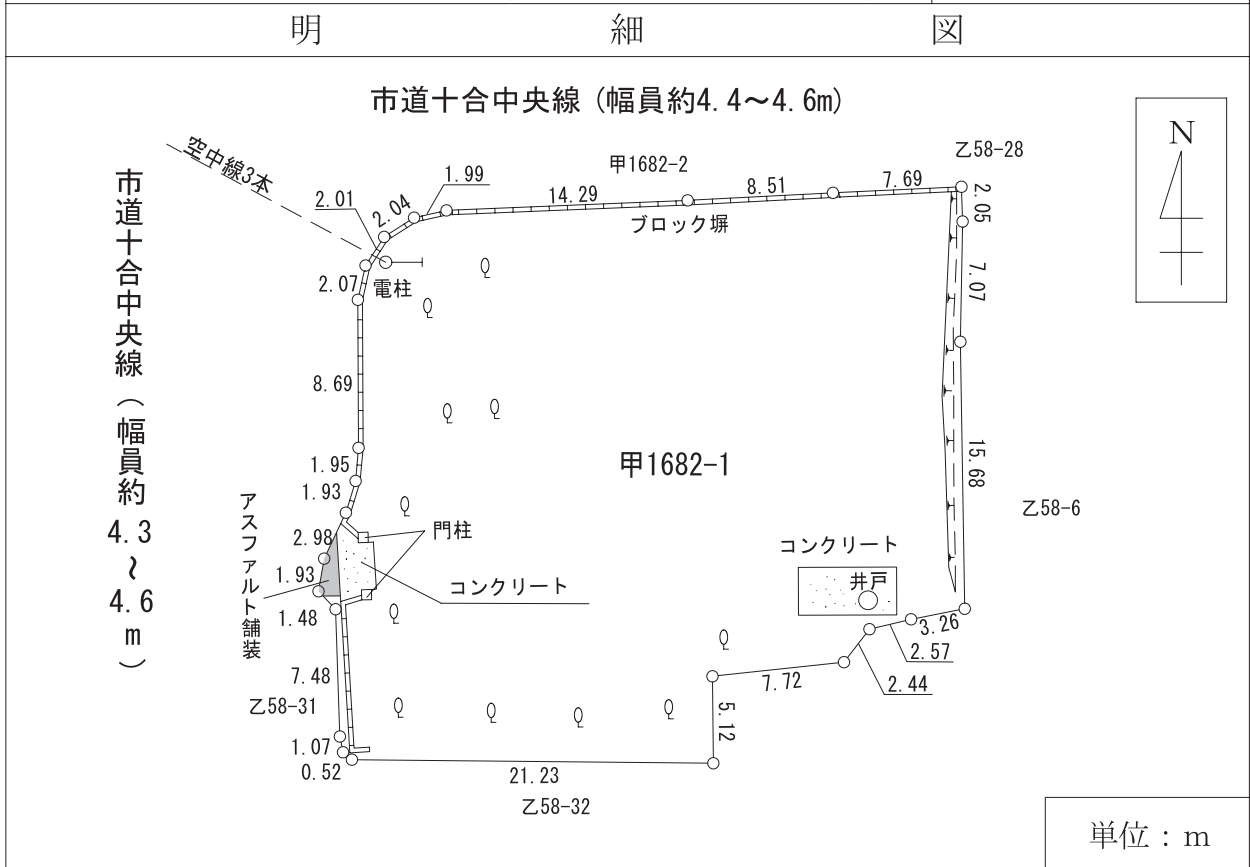 明細図
市道十合中央線 (幅員約4.4～4.6m)
N
空中線3本
甲1682-2
乙58-28
市道十合中央線(幅員約4.3～4.6m)
1.99
14.29
8.51
7.69
2.01
2.04
2.05
ブロック塀
2.07
電柱
7.07
8.69
甲1682-1
15.68
1.95
1.93
乙58-6
アスファルト舗装
2.98
門柱
コンクリート
1.93
コンクリート
井戸
1.48
3.26
2.57
7.48
7.72
2.44
乙58-31
5.12
1.07
0.52
21.23
乙58-32
単位：m